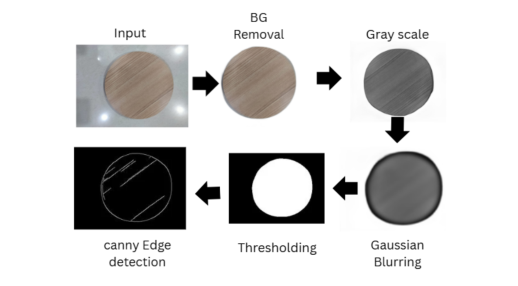 Input
BG
Removal
Gray scale
canny Edge
detection
Thresholding
Gaussian
Blurring